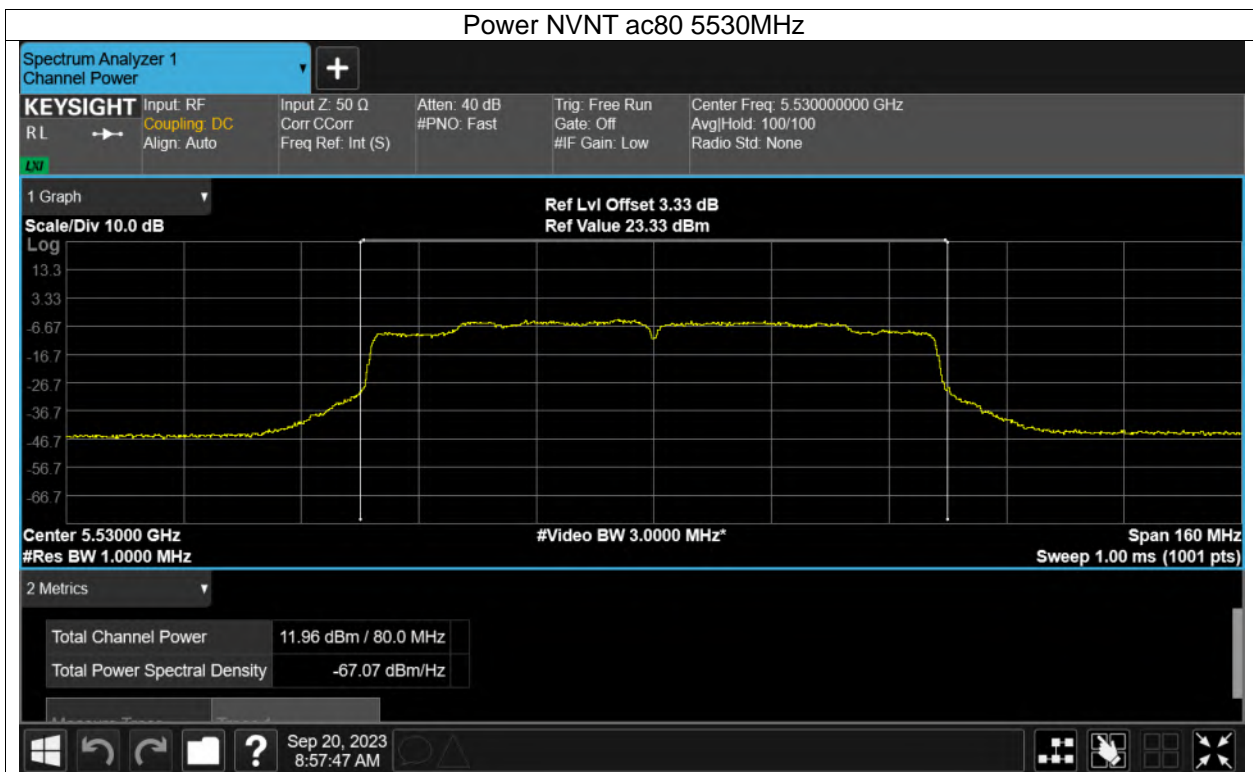 Power NVNT ac80 5530MHz
Spectrum Analyzer 1
Channel Power
KEYSIGHT
RL
LXI
Input: RF
Coupling: DC
Align: Auto
Input Z: 50 Ω
Corr CCorr
Freq Ref: Int (S)
Atten: 40 dB
#PNO: Fast
Trig: Free Run
Gate: Off
#IF Gain: Low
Center Freq: 5.530000000 GHz
Avg|Hold: 100/100
Radio Std: None
1 Graph
Scale/Div 10.0 dB
Ref Lvl Offset 3.33 dB
Ref Value 23.33 dBm
Log
13.3
3.33
-6.67
-16.7
-26.7
-36.7
-46.7
-56.7
-66.7
Center 5.53000 GHz
#Res BW 1.0000 MHz
#Video BW 3.0000 MHz*
Span 160 MHz
Sweep 1.00 ms (1001 pts)
2 Metrics
Total Channel Power 11.96 dBm / 80.0 MHz
Total Power Spectral Density -67.07 dBm/Hz
?
Sep 20, 2023
8:57:47 AM